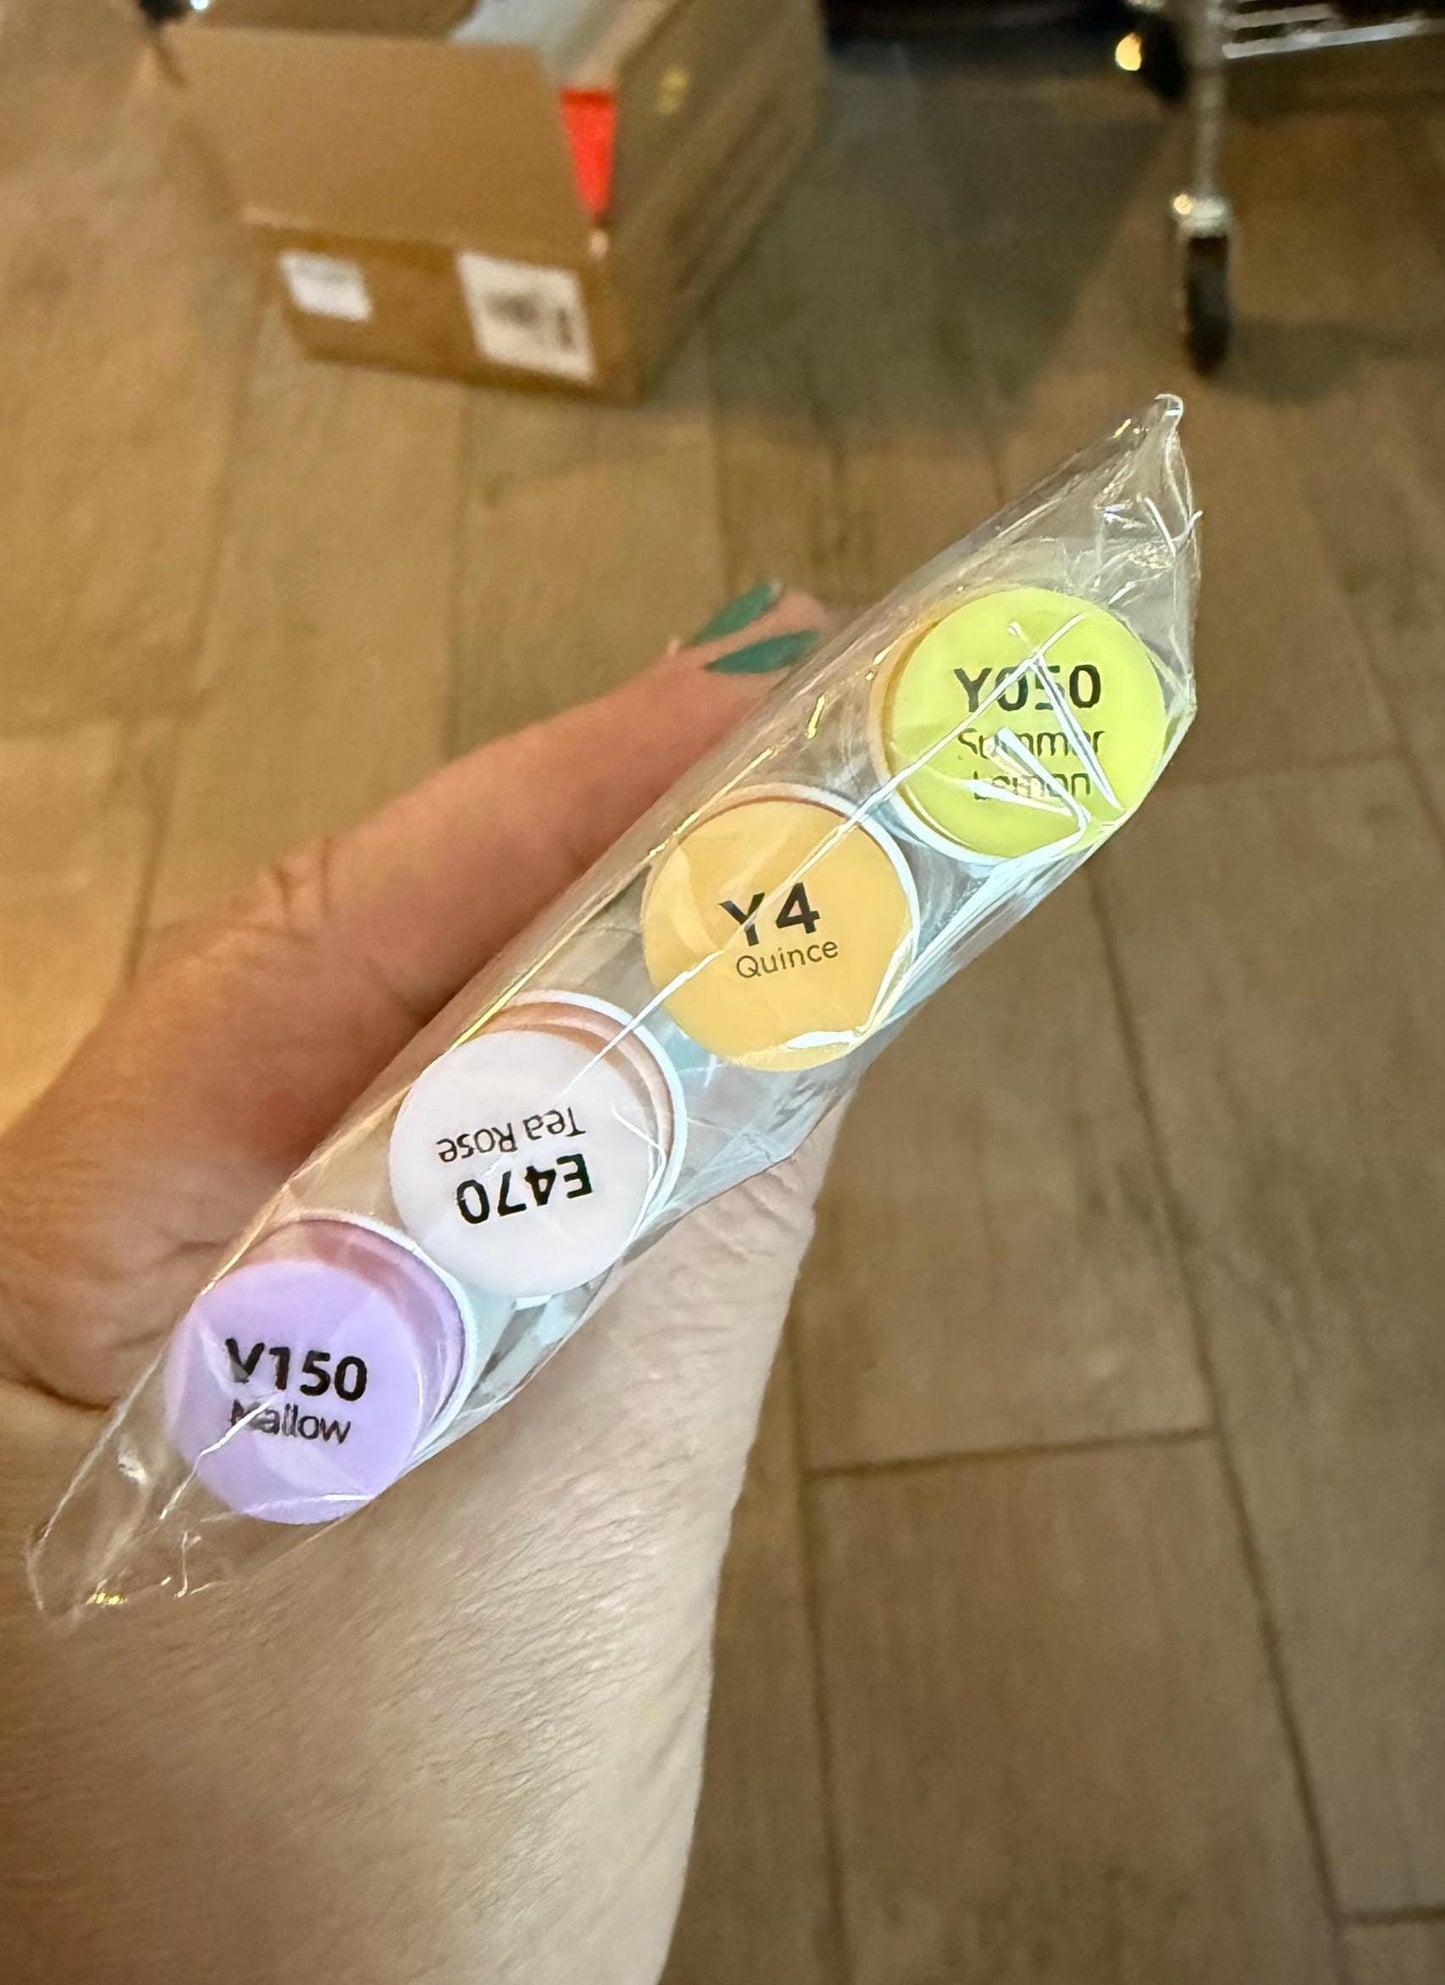 Y050
Summer
Lemon
Y4
Quince
E470
Tea Rose
V150
Mallow